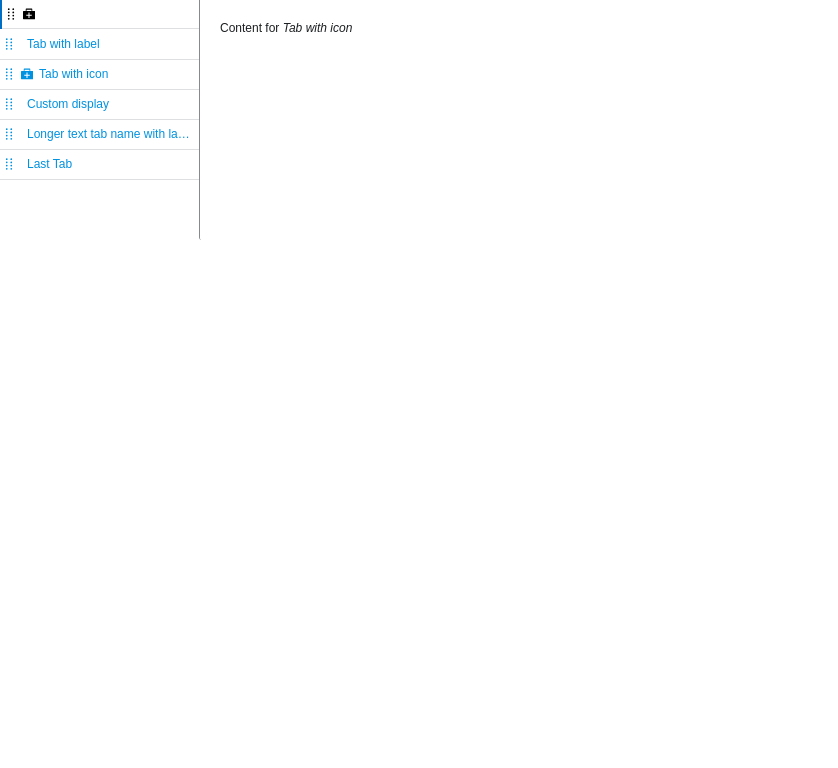 Content for Tab with icon
Tab with label
Tab with icon
Custom display
Longer text tab name with la…
Last Tab